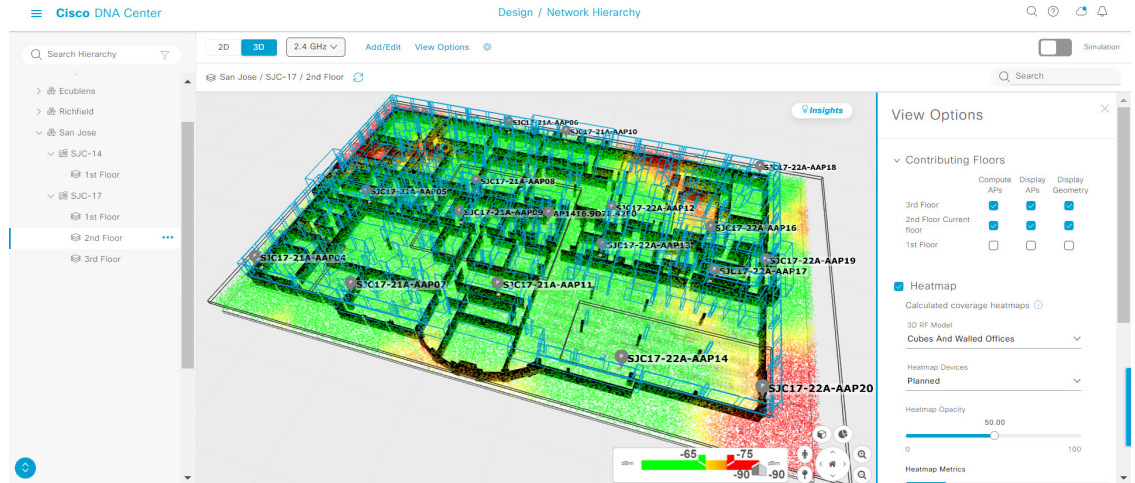 Cisco DNA Center
Design / Network Hierarchy
Search Hierarchy
2D
3D
2.4 GHz
Add/Edit
View Options
Simulation
Ecublens
Richfield
San Jose
SJC-14
1st Floor
SJC-17
1st Floor
2nd Floor
3rd Floor
San Jose / SJC-17 / 2nd Floor
Search
Insights
SJC17-21A-AAP06
SJC17-21A-AAP10
SJC17-22A-AAP18
SJC17-21A-AAP08
SJC17-21A-AAP05
SJC17-22A-AAP12
SJC17-21A-AAP09
SJC17-22A-AAP16
SJC17-22A-AAP13
SJC17-21A-AAP04
SJC17-22A-AAP19
SJC17-22A-AAP17
SJC17-21A-AAP07
SJC17-21A-AAP11
SJC17-22A-AAP14
SJC17-22A-AAP20
dBm
-65
-75
dBm
-90
-90
View Options
Contributing Floors
Compute APs
Display APs
Display Geometry
3rd Floor
2nd Floor Current floor
1st Floor
Heatmap
Calculated coverage heatmaps
3D RF Model
Cubes And Walled Offices
Heatmap Devices
Planned
Heatmap Opacity
50.00
0
100
Heatmap Metrics